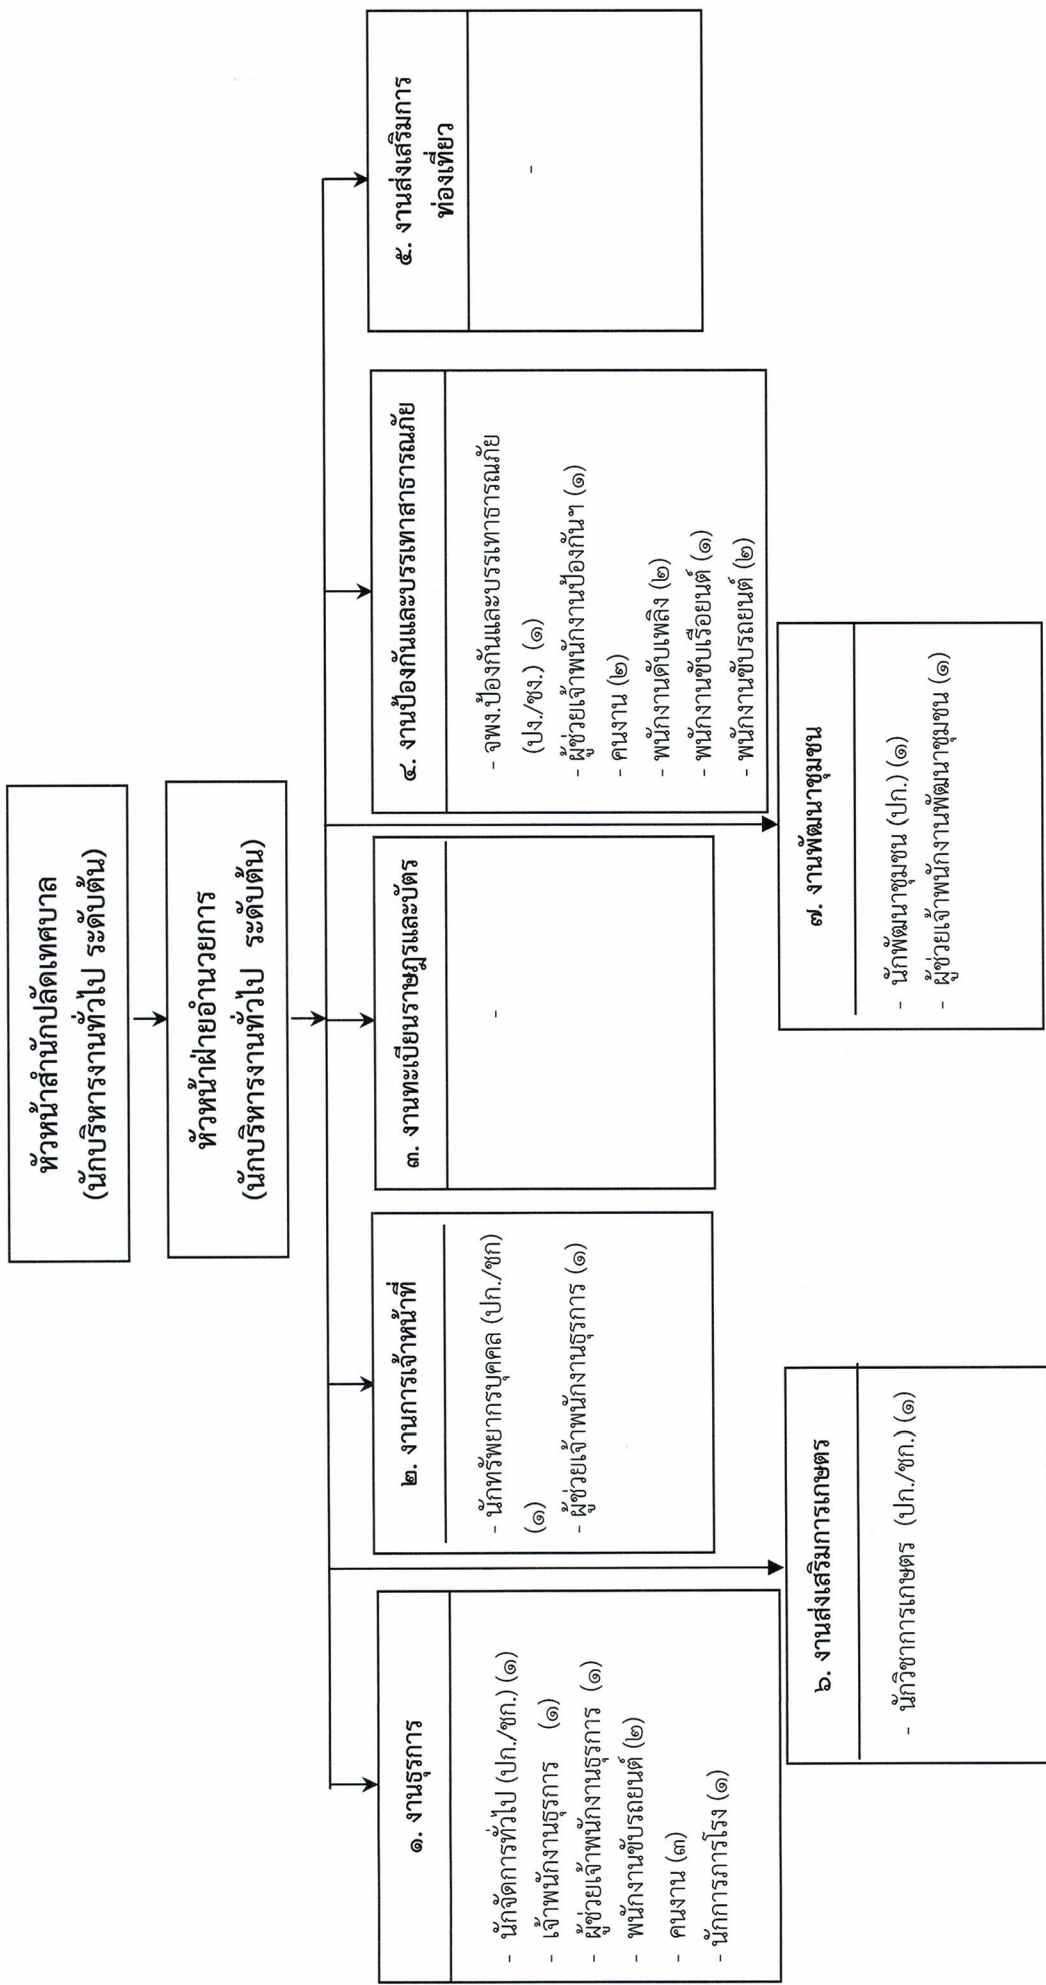 หัวหน้าสำนักปลัดเทศบาล
(นักบริหารงานทั่วไป ระดับต้น)
หัวหน้าฝ่ายอำนวยการ
(นักบริหารงานทั่วไป ระดับต้น)
๑. งานธุรการ
- นักจัดการทั่วไป (ปก./ชก.) (๑)
- เจ้าพนักงานธุรการ (๑)
- ผู้ช่วยเจ้าพนักงานธุรการ (๑)
- พนักงานขับรถยนต์ (๒)
- คนงาน (๓)
- นักการภารโรง (๑)
๒. งานการเจ้าหน้าที่
- นักทรัพยากรบุคคล (ปก./ชก)
(๑)
- ผู้ช่วยเจ้าพนักงานธุรการ (๑)
๓. งานทะเบียนราษฎรและบัตร
-
๔. งานป้องกันและบรรเทาสาธารณภัย
- จพง.ป้องกันและบรรเทาธารณภัย
(ปง./ชง.) (๑)
- ผู้ช่วยเจ้าพนักงานป้องกันฯ (๑)
- คนงาน (๒)
- พนักงานดับเพลิง (๒)
- พนักงานขับเรือยนต์ (๑)
- พนักงานขับรถยนต์ (๒)
๕. งานส่งเสริมการ
ท่องเที่ยว
-
๖. งานส่งเสริมการเกษตร
- นักวิชาการเกษตร (ปก./ชก.) (๑)
๗. งานพัฒนาชุมชน
- นักพัฒนาชุมชน (ปก.) (๑)
- ผู้ช่วยเจ้าพนักงานพัฒนาชุมชน (๑)